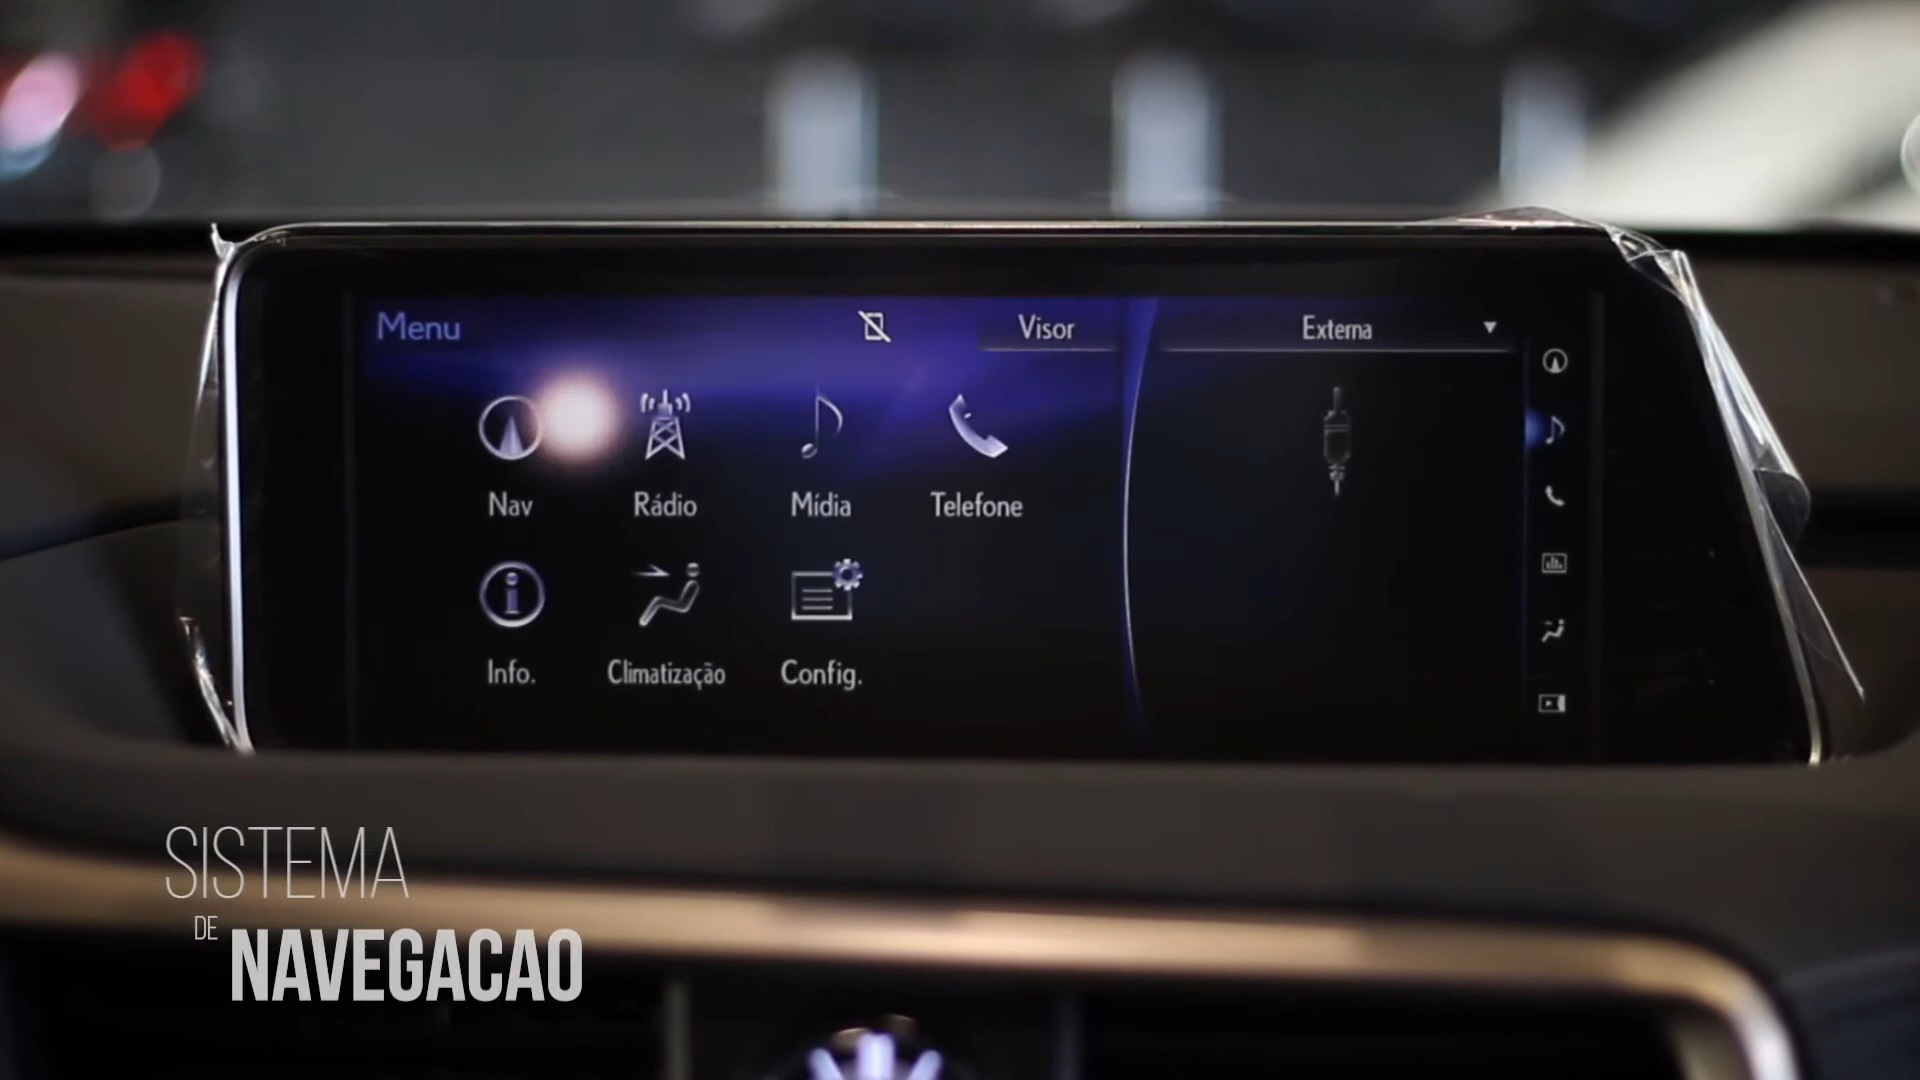 Menu
Visor
Externa
Nav
Rádio
Mídia
Telefone
Info.
Climatização
Config.
SISTEMA
DE
NAVEGACAO